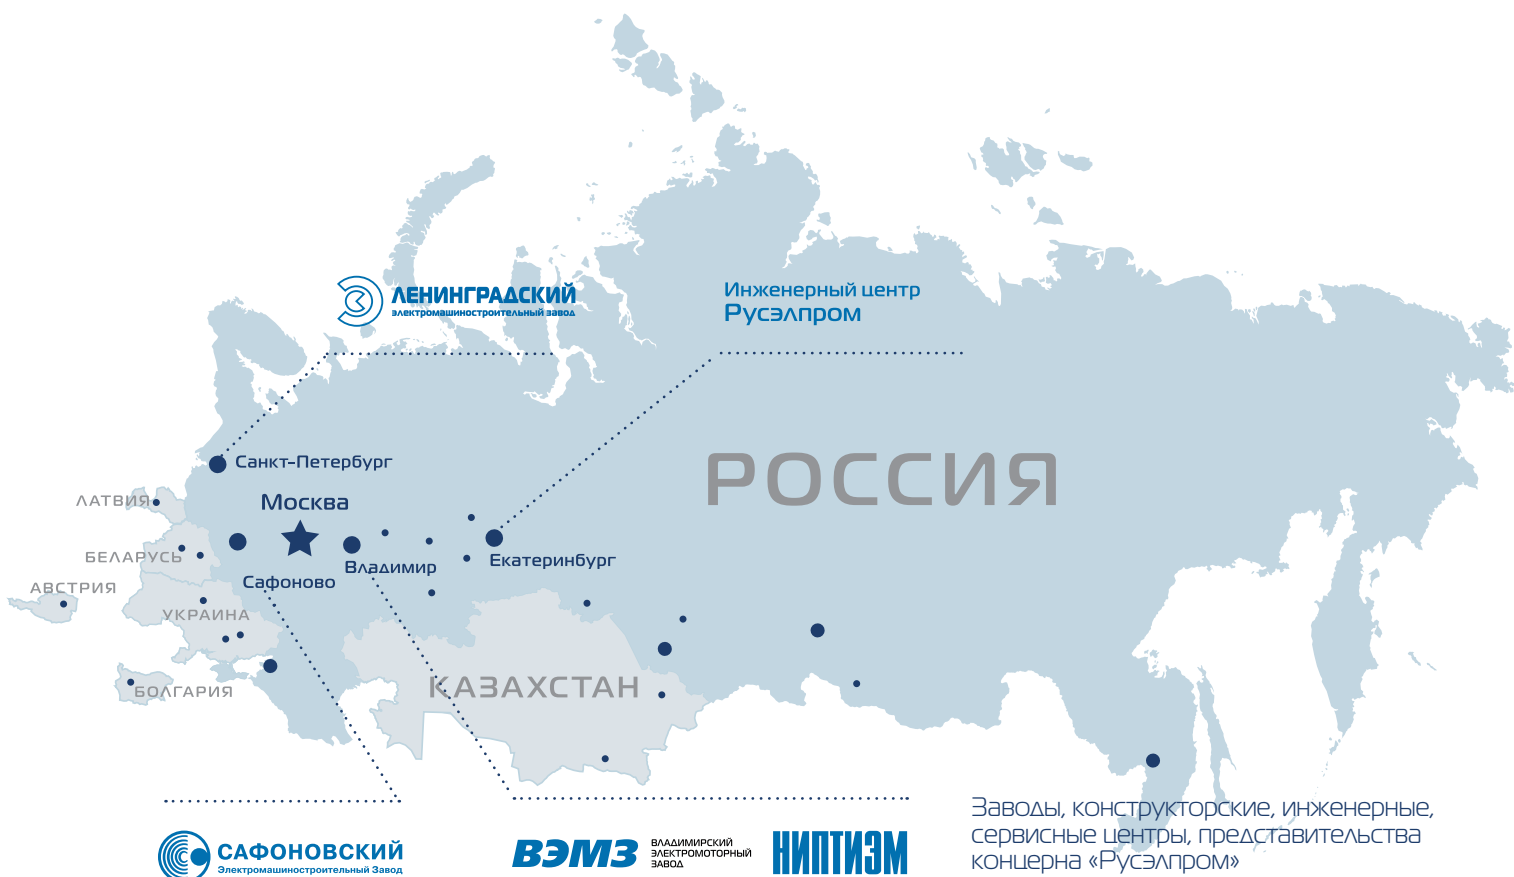 ЛЕНИНГРАДСКИЙ
электромашиностроительный завод
Инженерный центр
Русэлпром
РОССИЯ
Санкт-Петербург
ЛАТВИЯ
Москва
БЕЛАРУСЬ
Екатеринбург
Владимир
Сафоново
АВСТРИЯ
УКРАИНА
КАЗАХСТАН
БОЛГАРИЯ
САФОНОВСКИЙ
Электромашиностроительный Завод
ВЭМЗ
ВЛАДИМИРСКИЙ
ЭЛЕКТРОМОТОРНЫЙ
ЗАВОД
НИПТИЭМ
Заводы, конструкторские, инженерные,
сервисные центры, представительства
концерна «Русэлпром»